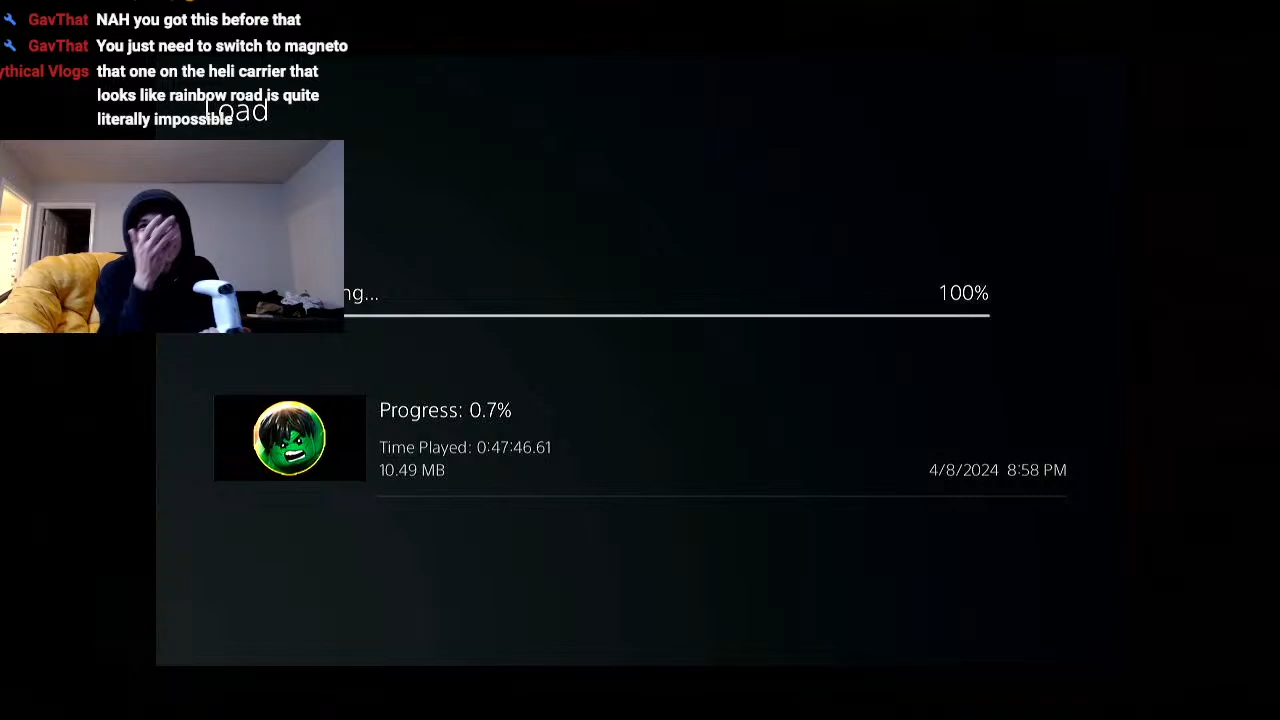 GavThat NAH you got this before that
GavThat You just need to switch to magneto
ythical Vlogs that one on the heli carrier that
looks like rainbow road is quite
literally impossible
Load
ng... 100%
Progress: 0.7%
Time Played: 0:47:46.61
10.49 MB 4/8/2024 8:58 PM